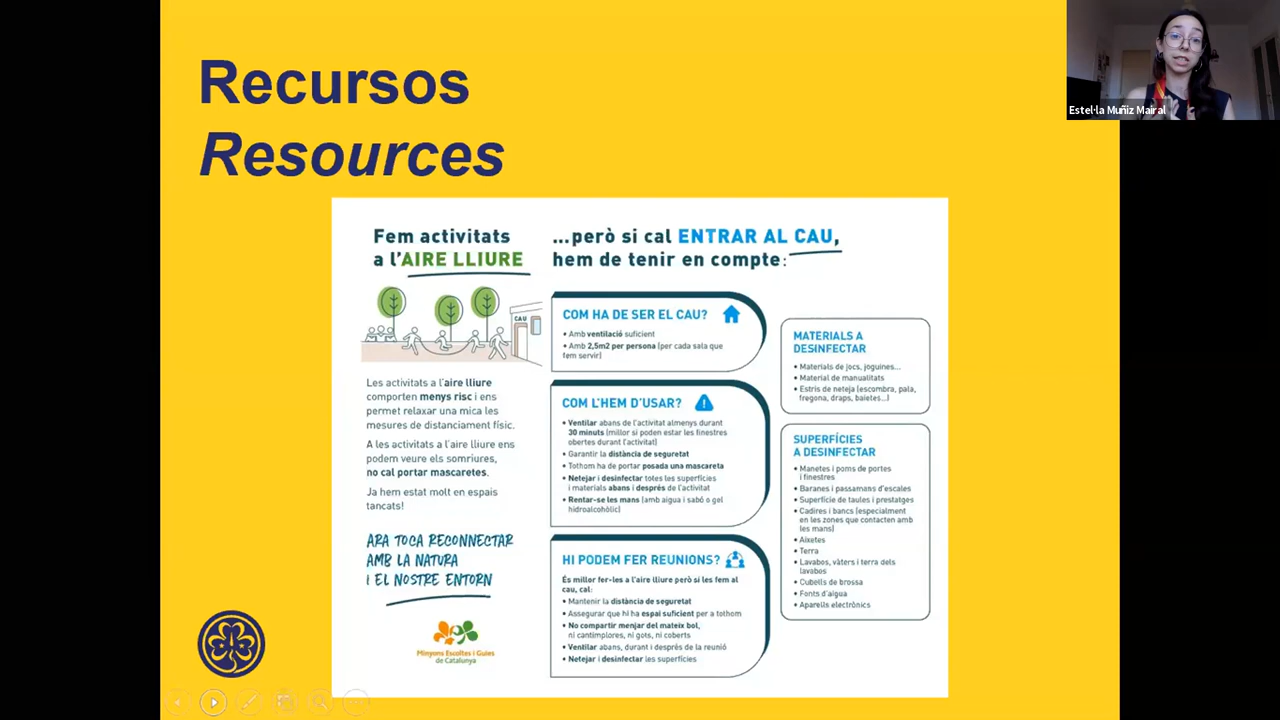 Recursos
Resources
Estel·la Muñiz Mairal
Fem activitats
a l'AIRE LLIURE
CAU
Les activitats a l'aire lliure
comporten menys risc i ens
permet relaxar una mica les
mesures de distanciament físic.
A les activitats a l'aire lliure ens
podem veure els somriures,
no cal portar mascaretes.
Ja hem estat molt en espais
tancats!
ARA TOCA RECONNECTAR
AMB LA NATURA
I EL NOSTRE ENTORN
Minyons Escoltes i Guies
de Catalunya
...però si cal ENTRAR AL CAU,
hem de tenir en compte:
COM HA DE SER EL CAU?
• Amb ventilació suficient
• Amb 2,5m2 per persona (per cada sala que
fem servir)
COM L'HEM D'USAR?
• Ventilar abans de l'activitat almenys durant
30 minuts (millor si poden estar les finestres
obertes durant l'activitat)
• Garantir la distància de seguretat
• Tothom ha de portar posada una mascareta
• Netejar i desinfectar totes les superfícies
i materials abans i després de l'activitat
• Rentar-se les mans (amb aigua i sabó o gel
hidroalcohòlic)
HI PODEM FER REUNIONS?
És millor fer-les a l'aire lliure però si les fem al
cau, cal:
• Mantenir la distància de seguretat
• Assegurar que hi ha espai suficient per a tothom
• No compartir menjar del mateix bol,
ni cantimplores, ni gots, ni coberts
• Ventilar abans, durant i després de la reunió
• Netejar i desinfectar les superfícies
MATERIALS A
DESINFECTAR
• Materials de jocs, joguines...
• Material de manualitats
• Estris de neteja (escombra, pala,
fregona, draps, baietes...)
SUPERFÍCIES
A DESINFECTAR
• Manetes i poms de portes
i finestres
• Baranes i passamans d'escales
• Superfície de taules i prestatges
• Cadires i bancs (especialment
en les zones que contacten amb
les mans)
• Aixetes
• Terra
• Lavabos, vàters i terra dels
lavabos
• Cubells de brossa
• Fonts d'aigua
• Aparells electrònics